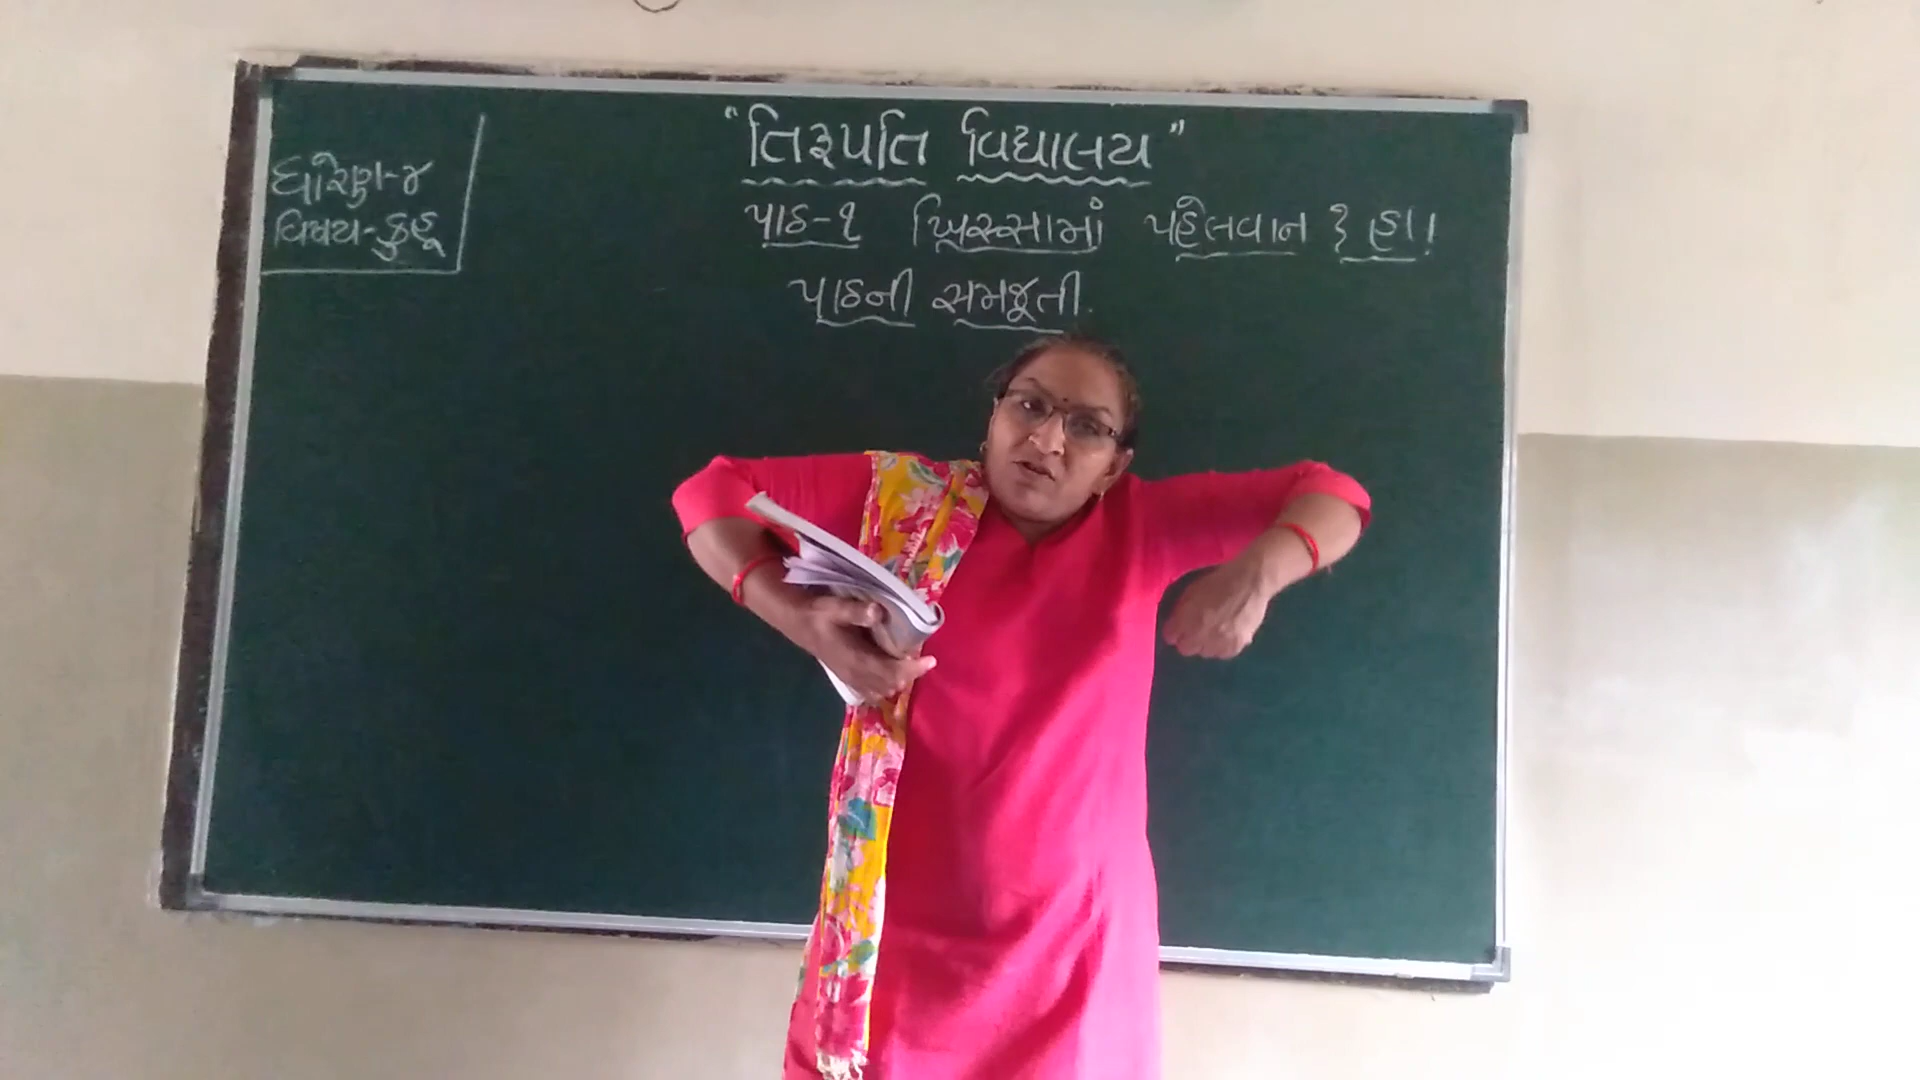 ધોરણ-૪
વિષય-કુહૂ
"તિરૂપતિ વિદ્યાલય"
પાઠ-૧ ખિસ્સામાં પહેલવાન રે હા!
પાઠની સમજૂતી.